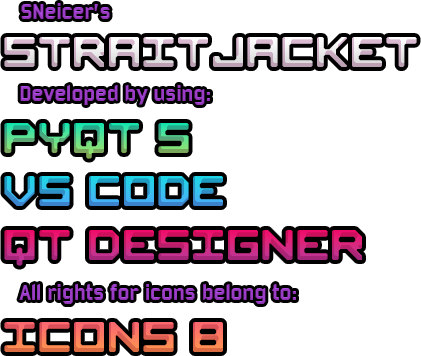 SNeicer's
STRAITJACKET
Developed by using:
PYQT 5
VS CODE
QT DESIGNER
All rights for icons belong to:
ICONS 8